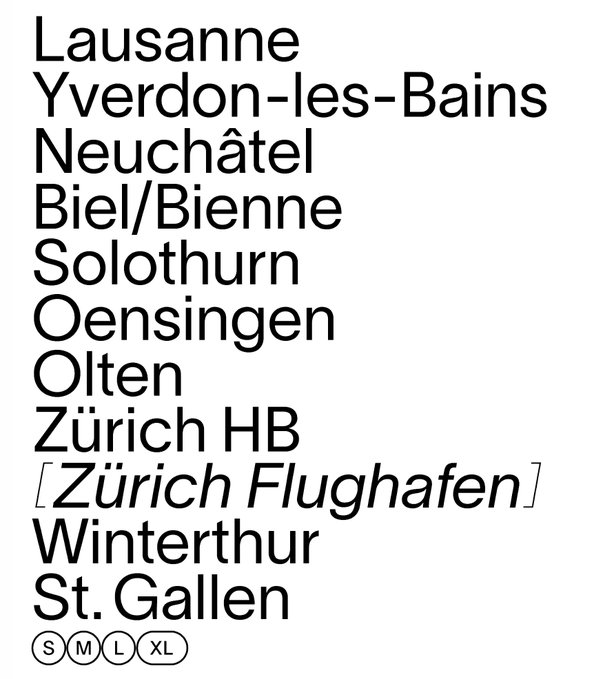 Lausanne
Yverdon-les-Bains
Neuchâtel
Biel/Bienne
Solothurn
Oensingen
Olten
Zürich HB
[Zürich Flughafen]
Winterthur
St. Gallen
S M L XL